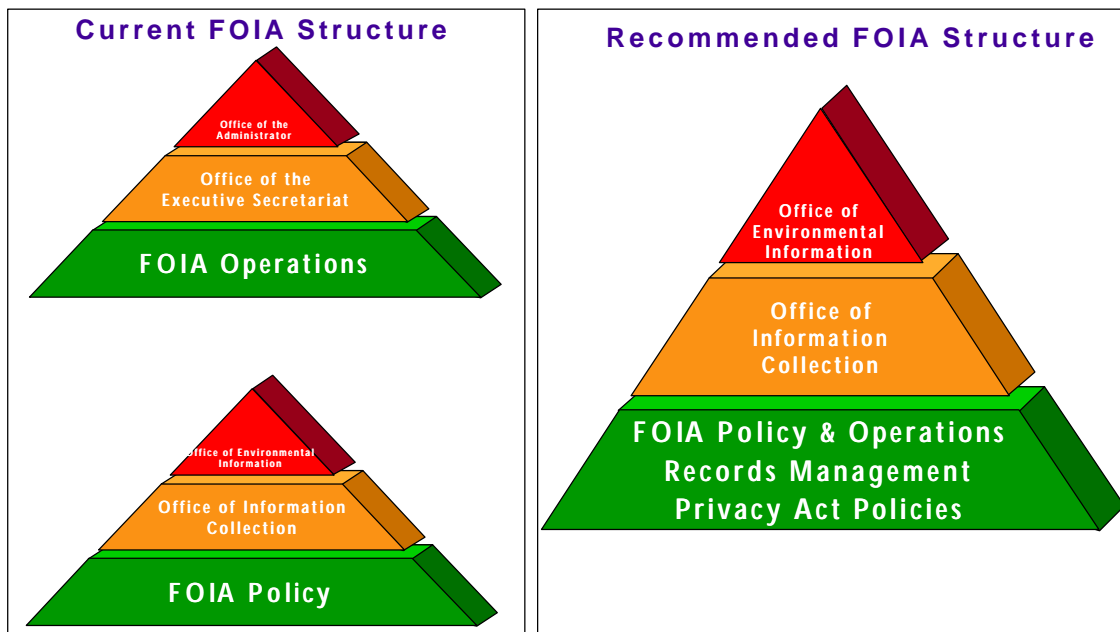 Current FOIA Structure
Office of the
Administrator
Office of the
Executive Secretariat
FOIA Operations
Office of Environmental
Information
Office of Information
Collection
FOIA Policy
Recommended FOIA Structure
Office of
Environmental
Information
Office of
Information
Collection
FOIA Policy & Operations
Records Management
Privacy Act Policies